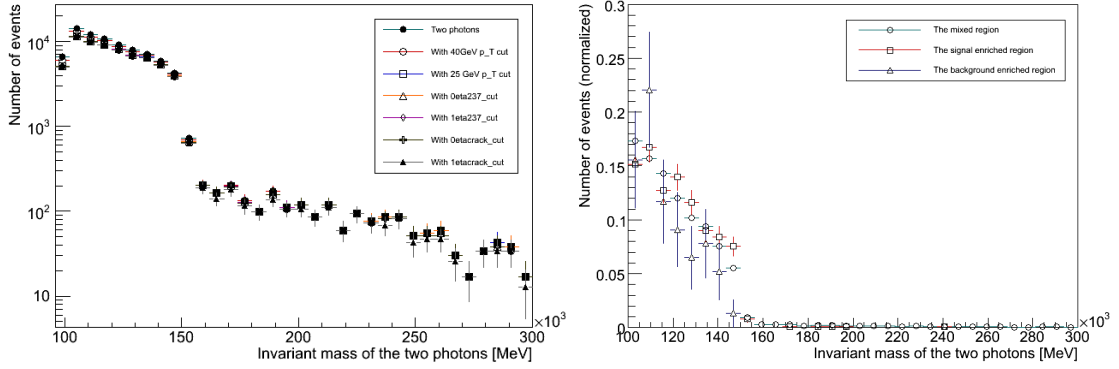 Number of events
10⁴
10³
10²
10
100
150
200
250
300
×10³
Invariant mass of the two photons [MeV]
Two photons
With 40GeV p_T cut
With 25 GeV p_T cut
With 0eta237_cut
With 1eta237_cut
With 0etacrack_cut
With 1etacrack_cut
Number of events (normalized)
0.3
0.25
0.2
0.15
0.1
0.05
0
100
120
140
160
180
200
220
240
260
280
300
×10³
Invariant mass of the two photons [MeV]
The mixed region
The signal enriched region
The background enriched region